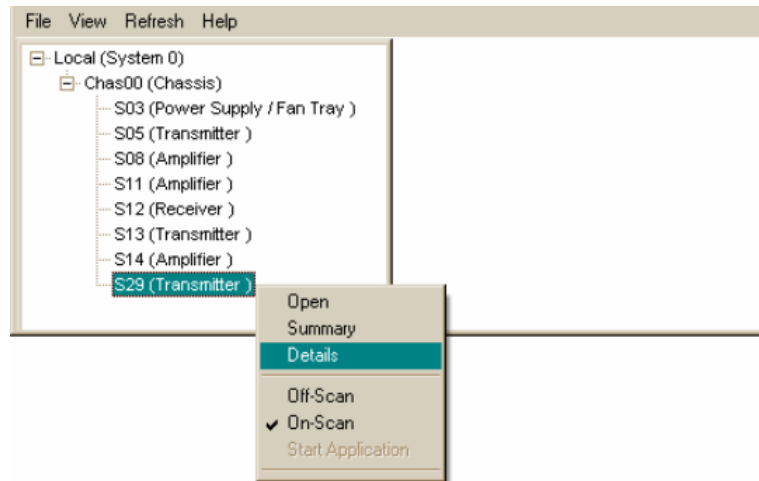 File View Refresh Help
Local (System 0)
Chas00 (Chassis)
S03 (Power Supply / Fan Tray )
S05 (Transmitter )
S08 (Amplifier )
S11 (Amplifier )
S12 (Receiver )
S13 (Transmitter )
S14 (Amplifier )
S29 (Transmitter )
Open
Summary
Details
Off-Scan
On-Scan
Start Application